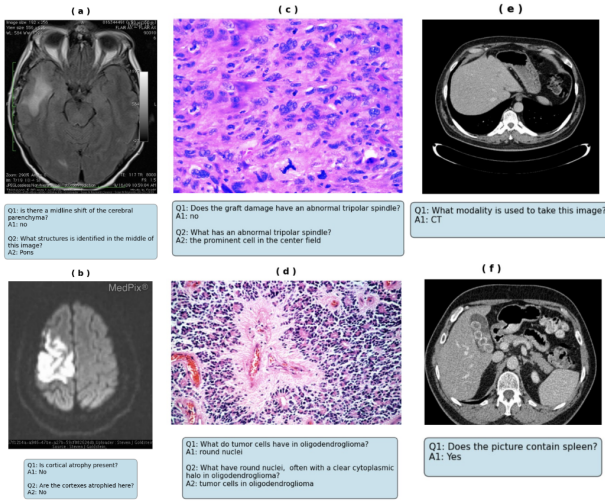 ( a )
Q1: is there a midline shift of the cerebral
parenchyma?
A1: no
Q2: What structures is identified in the middle of
this image?
A2: Pons
( b )
MedPix®
Q1: Is cortical atrophy present?
A1: No
Q2: Are the cortexes atrophied here?
A2: No
( c )
Q1: Does the graft damage have an abnormal tripolar spindle?
A1: no
Q2: What has an abnormal tripolar spindle?
A2: the prominent cell in the center field
( d )
Q1: What do tumor cells have in oligodendroglioma?
A1: round nuclei
Q2: What have round nuclei, often with a clear cytoplasmic
halo in oligodendroglioma?
A2: tumor cells in oligodendroglioma
( e )
Q1: What modality is used to take this image?
A1: CT
( f )
Q1: Does the picture contain spleen?
A1: Yes